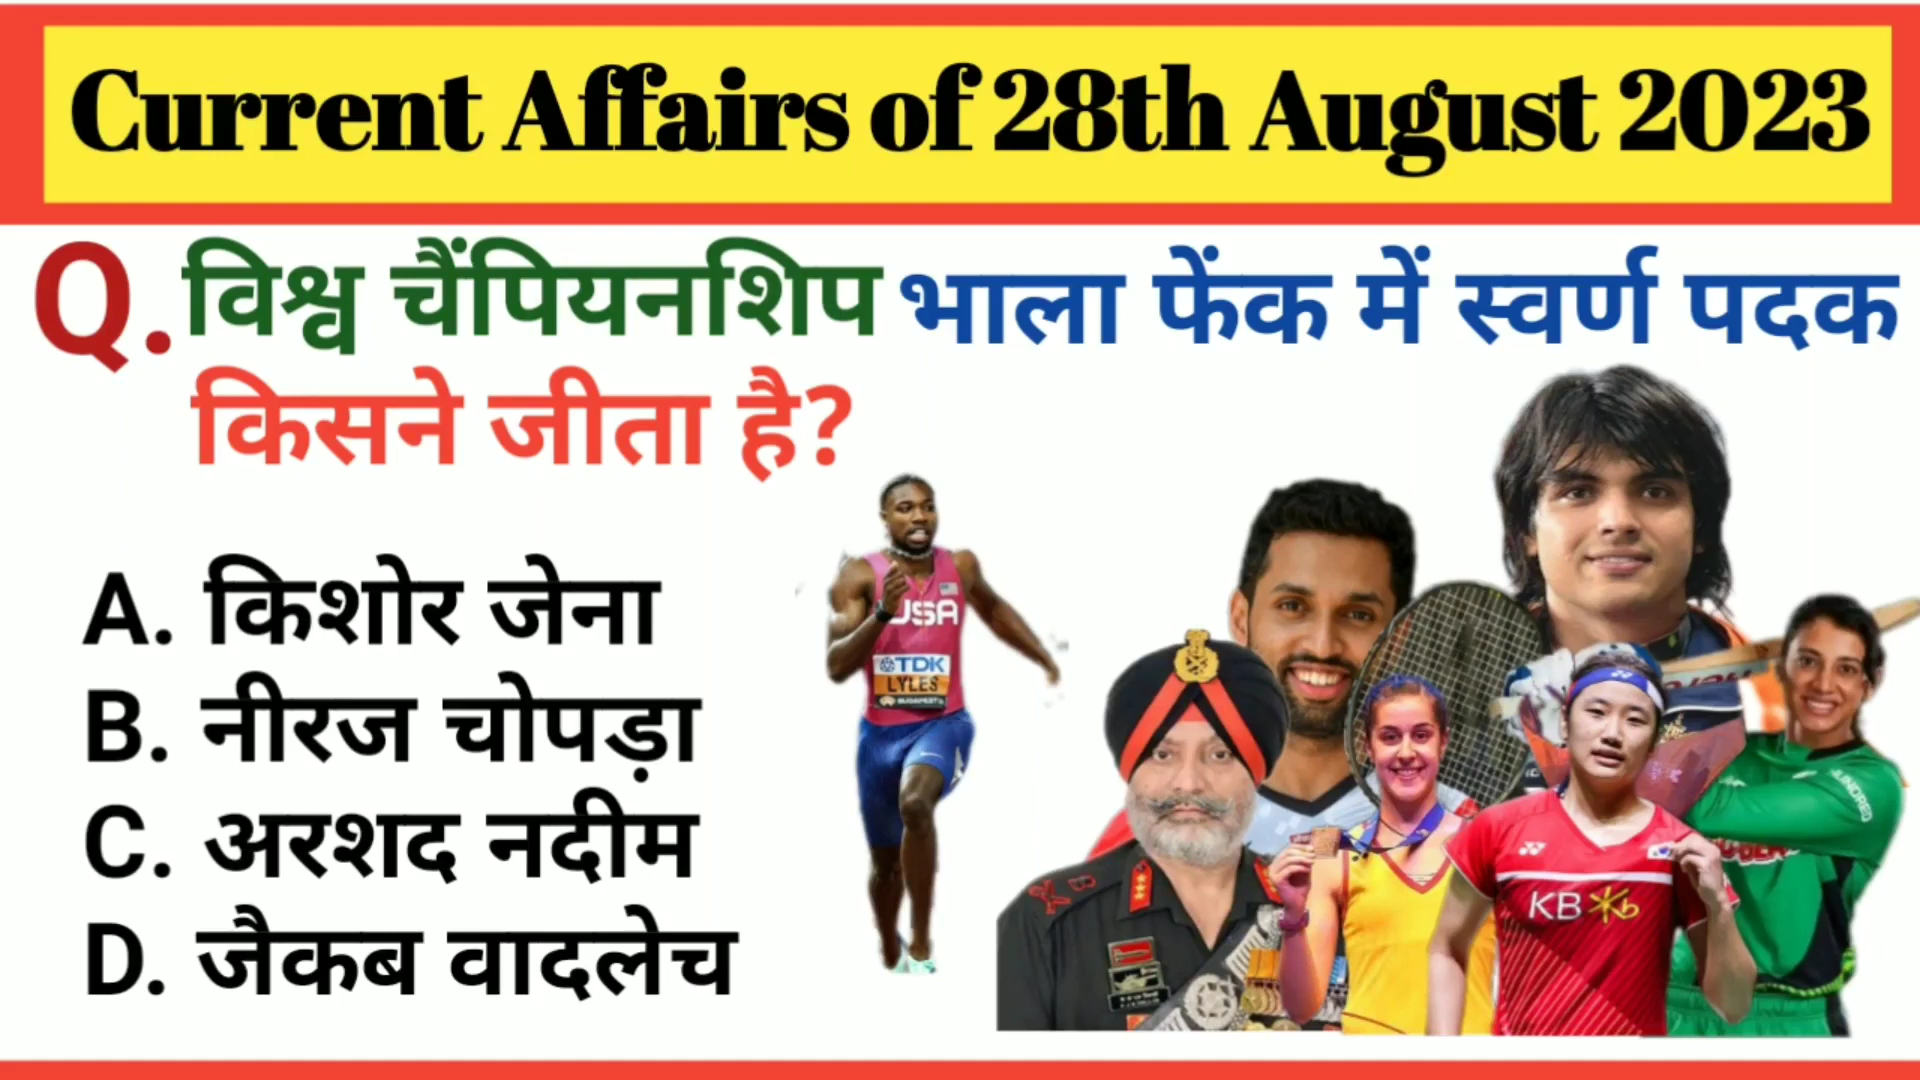 Current Affairs of 28th August 2023
Q. विश्व चैंपियनशिप भाला फेंक में स्वर्ण पदक
किसने जीता है?
A. किशोर जेना
B. नीरज चोपड़ा
C. अरशद नदीम
D. जैकब वादलेच
USA
TDK
LYLES
KB